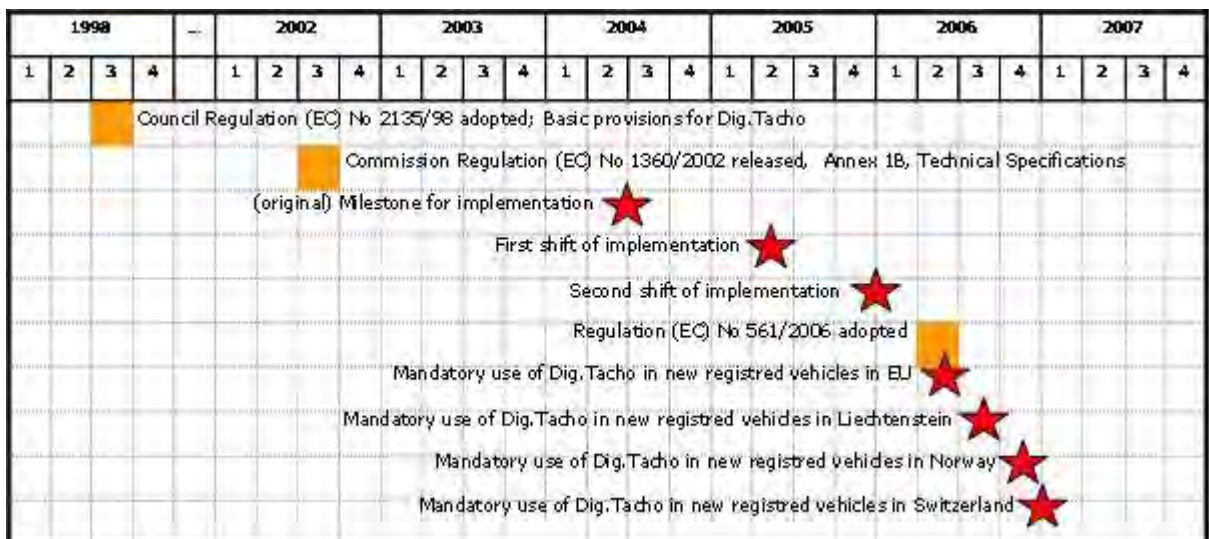 1998 ... 2002 2003 2004 2005 2006 2007
1 2 3 4 1 2 3 4 1 2 3 4 1 2 3 4 1 2 3 4 1 2 3 4 1 2 3 4
Council Regulation (EC) No 2135/98 adopted; Basic provisions for Dig.Tacho
Commission Regulation (EC) No 1360/2002 released, Annex 1B, Technical Specifications
(original) Milestone for implementation
First shift of implementation
Second shift of implementation
Regulation (EC) No 561/2006 adopted
Mandatory use of Dig.Tacho in new registred vehicles in EU
Mandatory use of Dig.Tacho in new registred vehicles in Liechtenstein
Mandatory use of Dig.Tacho in new registred vehicles in Norway
Mandatory use of Dig.Tacho in new registred vehicles in Switzerland